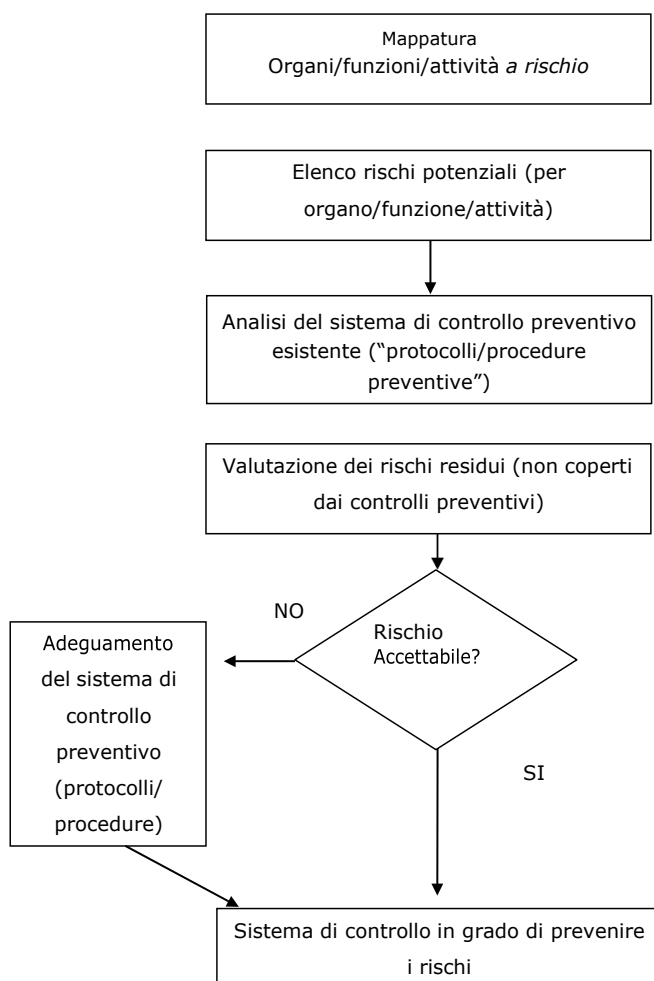 Mappatura
Organi/funzioni/attività a rischio
Elenco rischi potenziali (per
organo/funzione/attività)
Analisi del sistema di controllo preventivo
esistente (“protocolli/procedure
preventive”)
Valutazione dei rischi residui (non coperti
dai controlli preventivi)
NO
Rischio
Accettabile?
Adeguamento
del sistema di
controllo
preventivo
(protocolli/
procedure)
SI
Sistema di controllo in grado di prevenire
i rischi